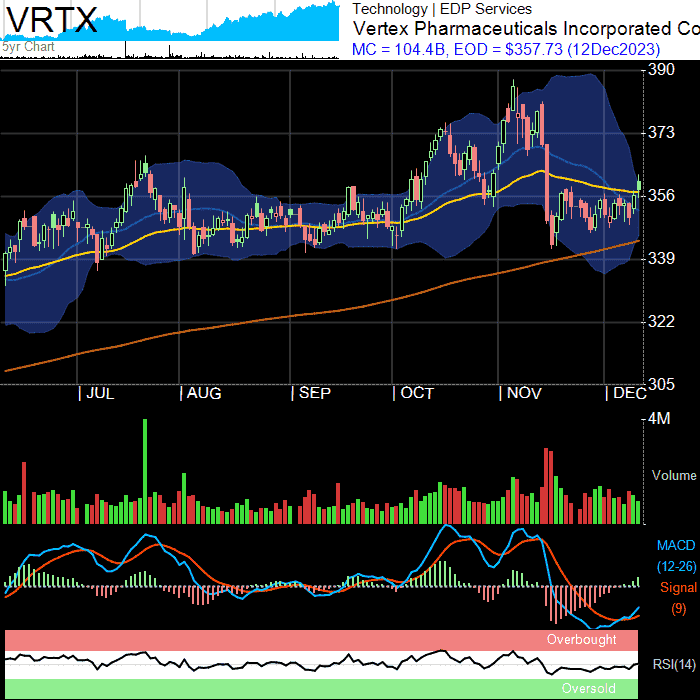 VRTX
5yr Chart
Technology | EDP Services
Vertex Pharmaceuticals Incorporated Co
MC = 104.4B, EOD = $357.73 (12Dec2023)
390
373
356
339
322
305
JUL AUG SEP OCT NOV DEC
4M
Volume
MACD
(12-26)
Signal
(9)
Overbought
RSI(14)
Oversold